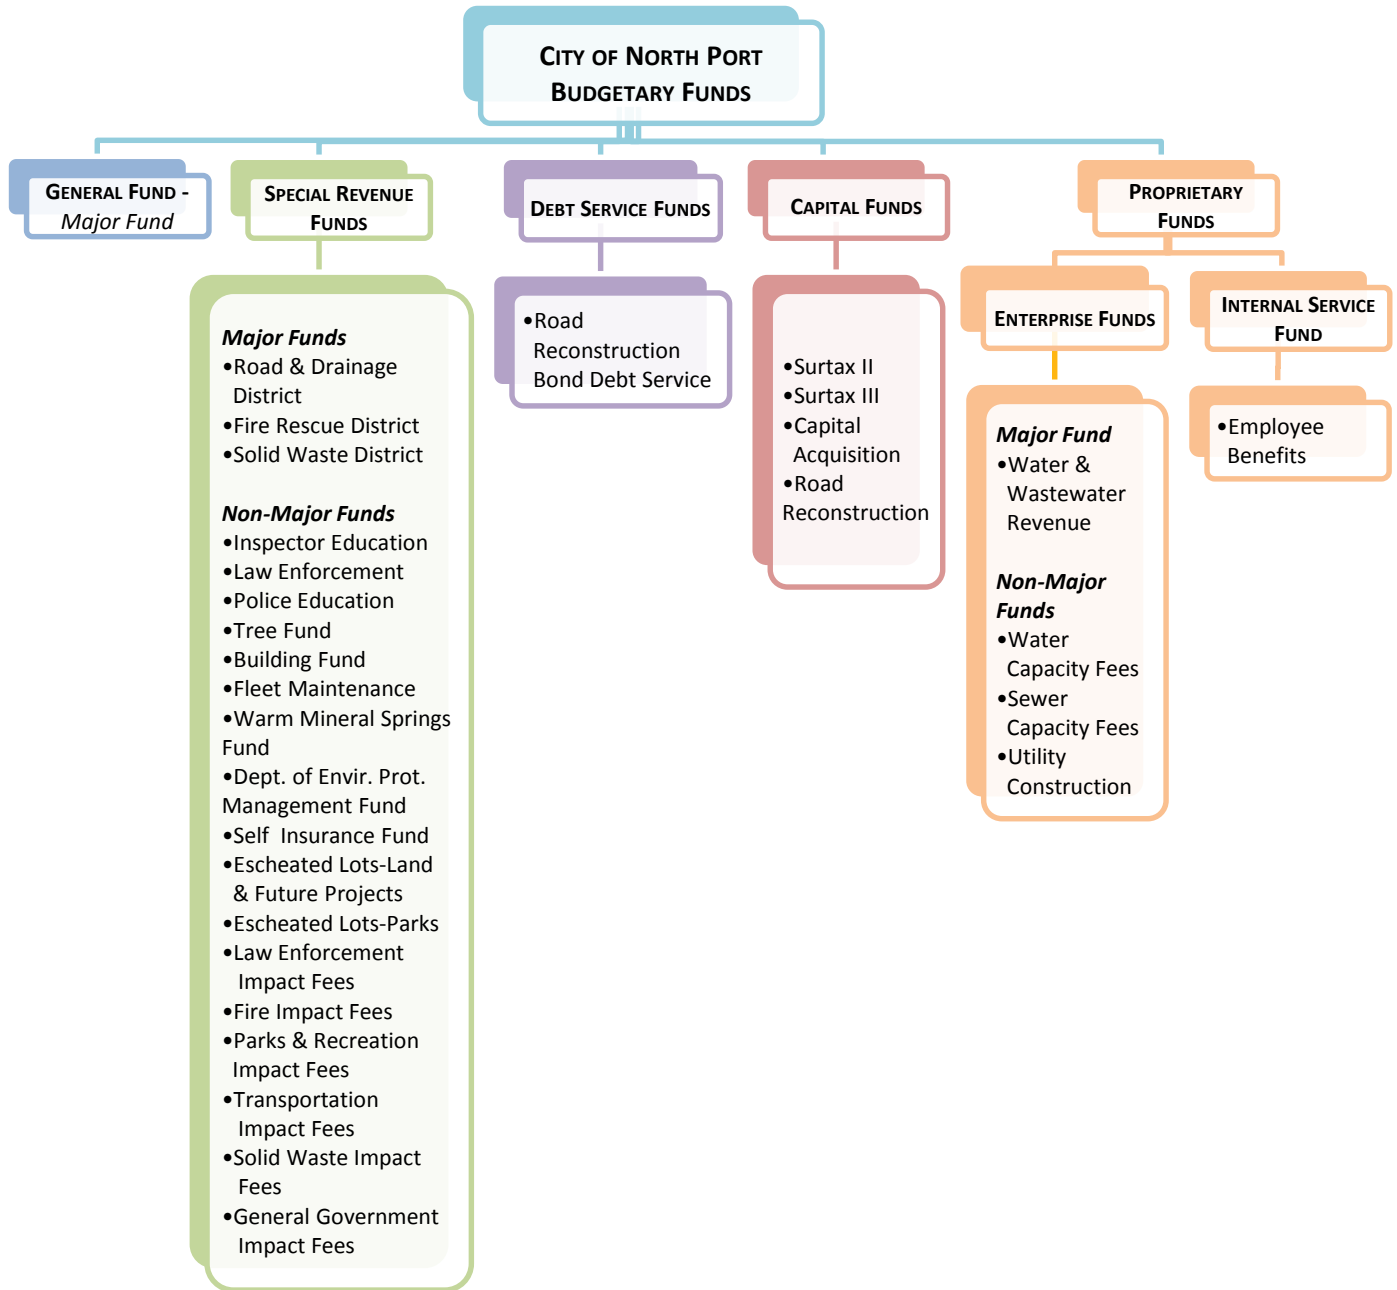 CITY OF NORTH PORT
BUDGETARY FUNDS
GENERAL FUND -
Major Fund
SPECIAL REVENUE
FUNDS
DEBT SERVICE FUNDS
CAPITAL FUNDS
PROPRIETARY
FUNDS
Major Funds
•Road & Drainage
District
•Fire Rescue District
•Solid Waste District
Non-Major Funds
•Inspector Education
•Law Enforcement
•Police Education
•Tree Fund
•Building Fund
•Fleet Maintenance
•Warm Mineral Springs
Fund
•Dept. of Envir. Prot.
Management Fund
•Self Insurance Fund
•Escheated Lots-Land
& Future Projects
•Escheated Lots-Parks
•Law Enforcement
Impact Fees
•Fire Impact Fees
•Parks & Recreation
Impact Fees
•Transportation
Impact Fees
•Solid Waste Impact
Fees
•General Government
Impact Fees
•Road
Reconstruction
Bond Debt Service
•Surtax II
•Surtax III
•Capital
Acquisition
•Road
Reconstruction
ENTERPRISE FUNDS
Major Fund
•Water &
Wastewater
Revenue
Non-Major
Funds
•Water
Capacity Fees
•Sewer
Capacity Fees
•Utility
Construction
INTERNAL SERVICE
FUND
•Employee
Benefits